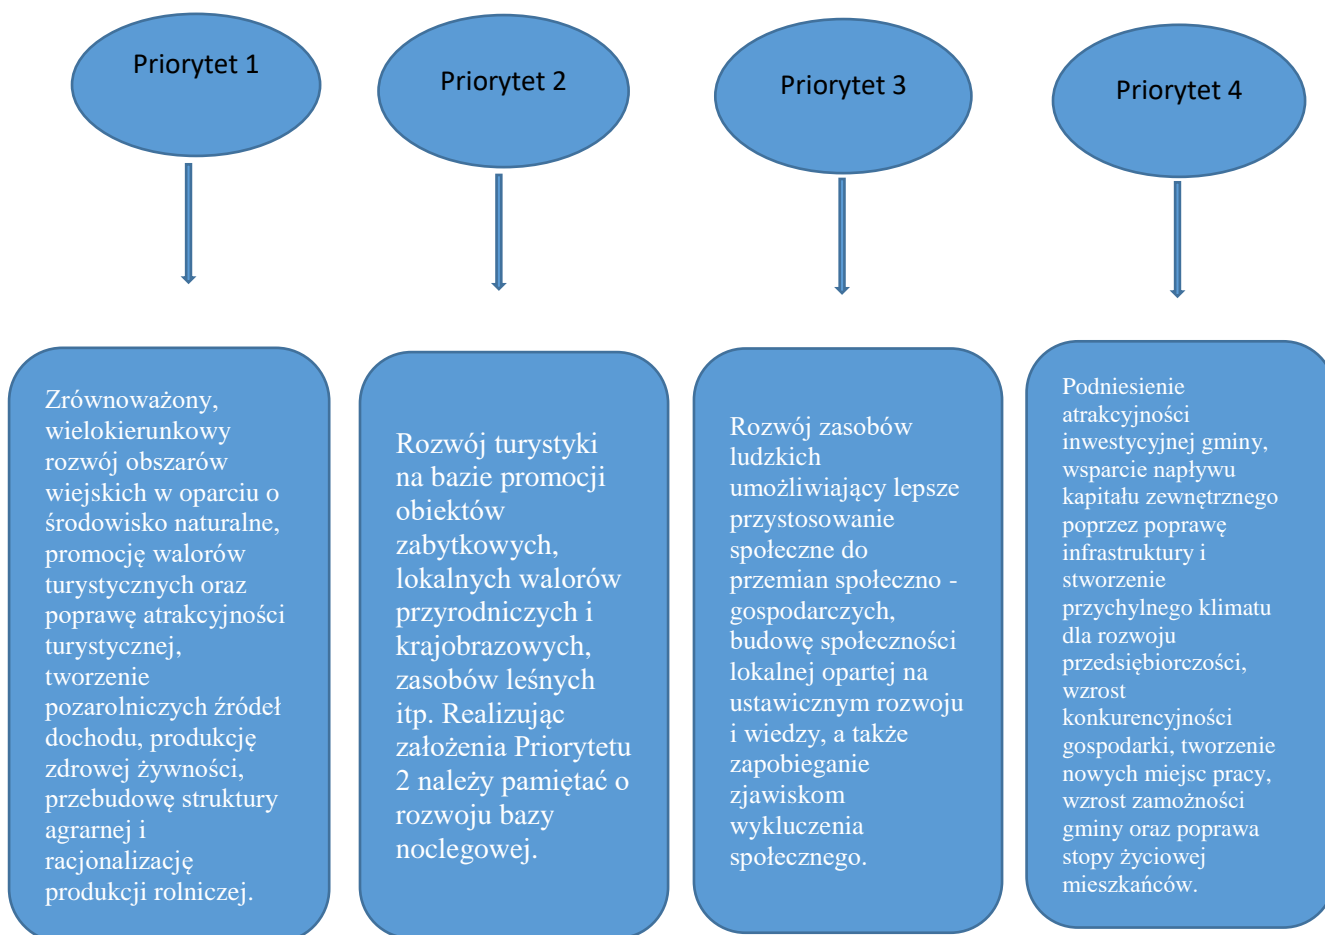 Priorytet 1
Priorytet 2
Priorytet 3
Priorytet 4
Zrównoważony,
wielokierunkowy
rozwój obszarów
wiejskich w oparciu o
środowisko naturalne,
promocję walorów
turystycznych oraz
poprawę atrakcyjności
turystycznej,
tworzenie
pozarolniczych źródeł
dochodu, produkcję
zdrowej żywności,
przebudowę struktury
agrarnej i
racjonalizację
produkcji rolniczej.
Rozwój turystyki
na bazie promocji
obiektów
zabytkowych,
lokalnych walorów
przyrodniczych i
krajobrazowych,
zasobów leśnych
itp. Realizując
założenia Priorytetu
2 należy pamiętać o
rozwoju bazy
noclegowej.
Rozwój zasobów
ludzkich
umożliwiający lepsze
przystosowanie
społeczne do
przemian społeczno -
gospodarczych,
budowę społeczności
lokalnej opartej na
ustawicznym rozwoju
i wiedzy, a także
zapobieganie
zjawiskom
wykluczenia
społecznego.
Podniesienie
atrakcyjności
inwestycyjnej gminy,
wsparcie napływu
kapitału zewnętrznego
poprzez poprawę
infrastruktury i
stworzenie
przychylnego klimatu
dla rozwoju
przedsiębiorczości,
wzrost
konkurencyjności
gospodarki, tworzenie
nowych miejsc pracy,
wzrost zamożności
gminy oraz poprawa
stopy życiowej
mieszkańców.